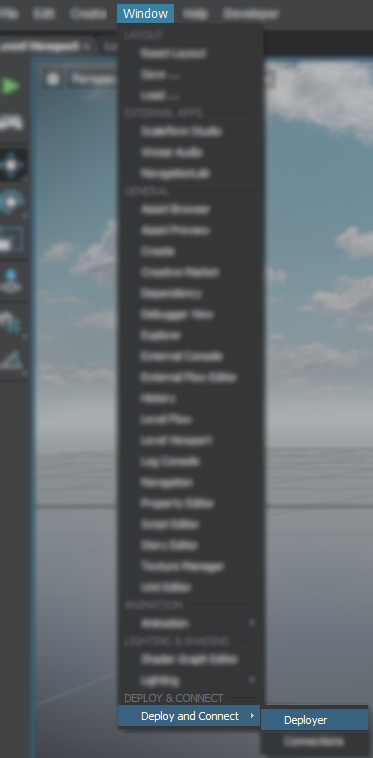 File Edit Create Window Help Developer
Level Viewport
Perspe
LAYOUT
Reset Layout
Save ...
Load ...
EXTERNAL APPS
Scaleform Studio
Wwise Audio
NavigationLab
GENERAL
Asset Browser
Asset Preview
Create
Creative Market
Dependency
Debugger View
Explorer
External Console
External Flow Editor
History
Level Flow
Level Viewport
Log Console
Navigation
Property Editor
Script Editor
Story Editor
Texture Manager
Unit Editor
ANIMATION
Animation
LIGHTING & SHADING
Shader Graph Editor
Lighting
DEPLOY & CONNECT
Deploy and Connect
Deployer
Connections